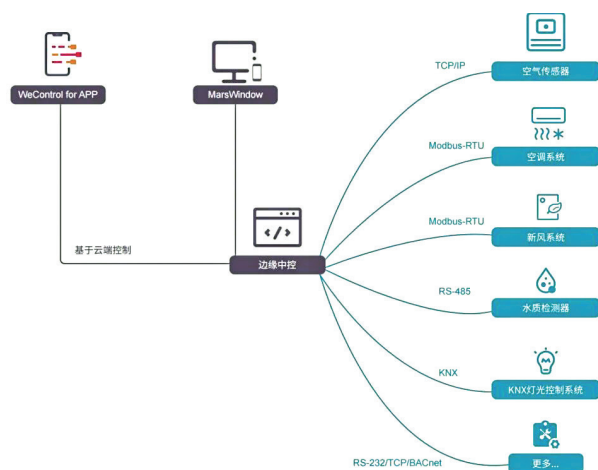 TCP/IP
空气传感器
WeControl for APP
MarsWindow
Modbus-RTU
空调系统
Modbus-RTU
新风系统
基于云端控制
边缘中控
RS-485
水质检测器
KNX
KNX灯光控制系统
RS-232/TCP/BACnet
更多...